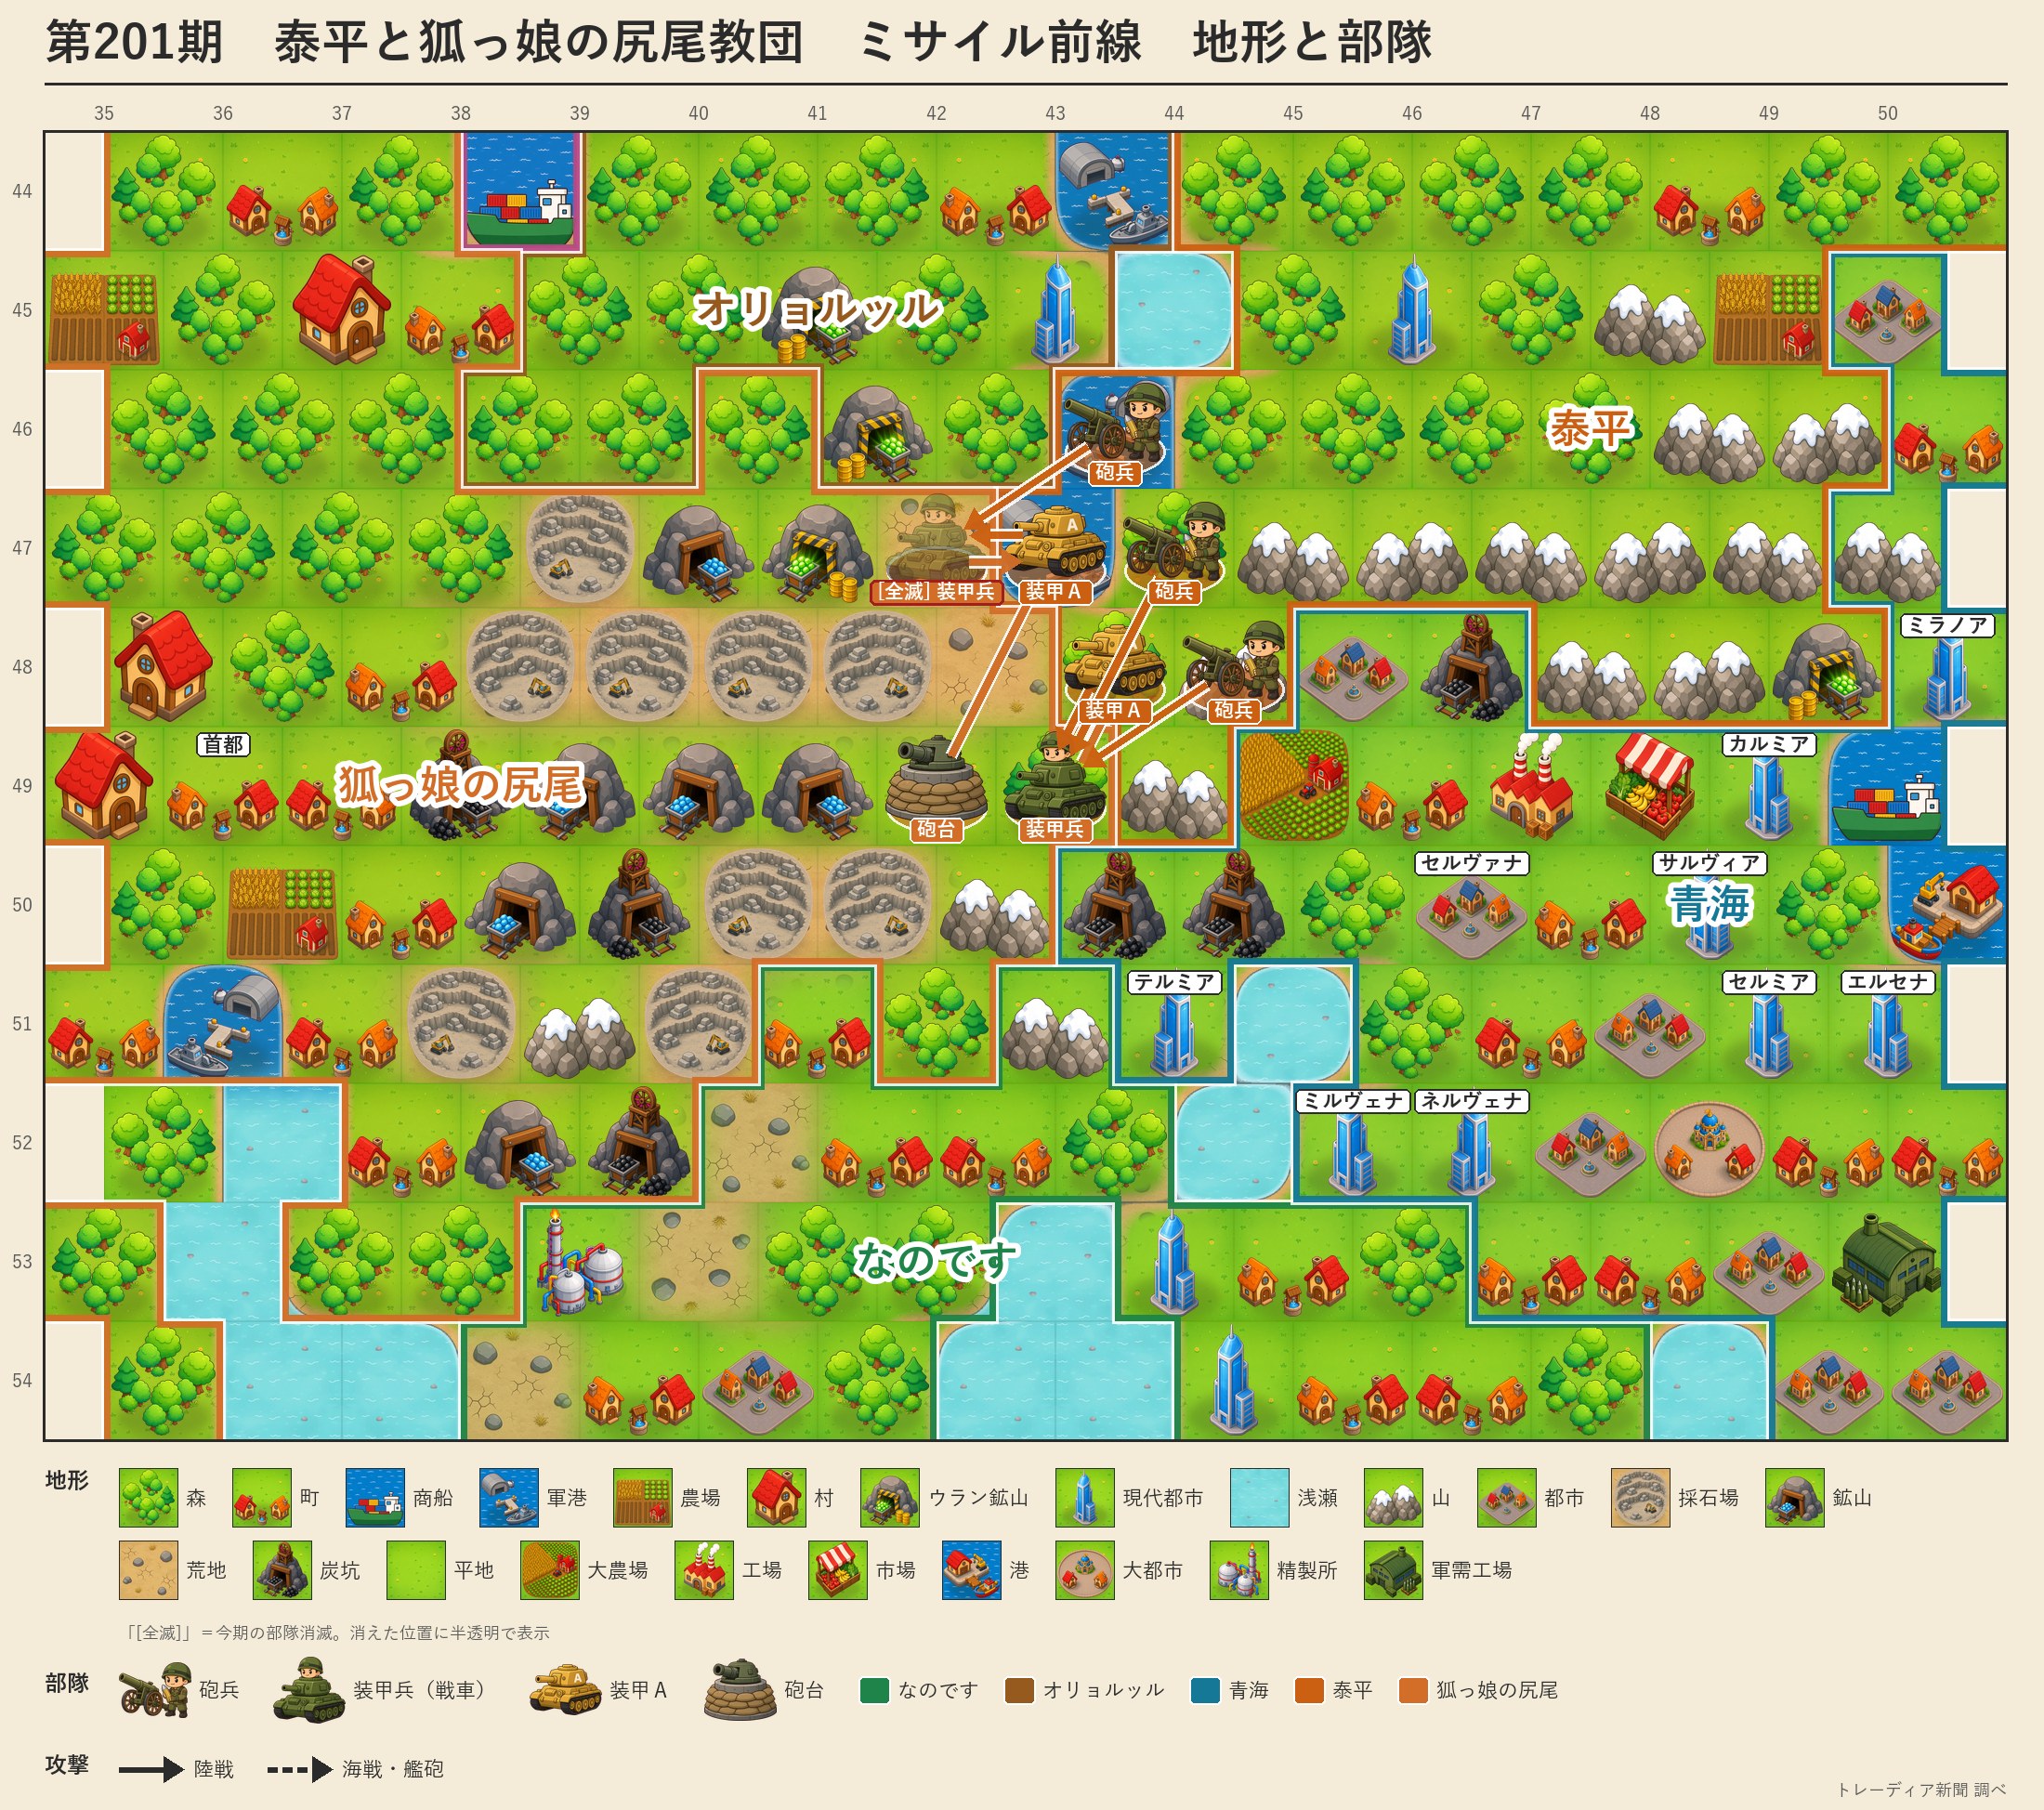 第201期 泰平と狐っ娘の尻尾教団 ミサイル前線 地形と部隊
35 36 37 38 39 40 41 42 43 44 45 46 47 48 49 50
44
45
オリョルッル
46
泰平
砲兵
47
[全滅] 装甲兵 装甲A 砲兵
A
48
ミラノア
装甲A 砲兵
49
首都
カルミア
狐っ娘の尻尾
砲台 装甲兵
50
セルヴァナ サルヴィア
青海
51
テルミア セルミア エルセナ
52
ミルヴェナ ネルヴェナ
53
なのです
54
地形 森 町 商船 軍港 農場 村 ウラン鉱山 現代都市 浅瀬 山 都市 採石場 鉱山
荒地 炭坑 平地 大農場 工場 市場 港 大都市 精製所 軍需工場
「[全滅]」=今期の部隊消滅。消えた位置に半透明で表示
部隊 砲兵 装甲兵（戦車） A 装甲A 砲台 なのです オリョルッル 青海 泰平 狐っ娘の尻尾
攻撃 陸戦 海戦・艦砲
トレーディア新聞 調べ